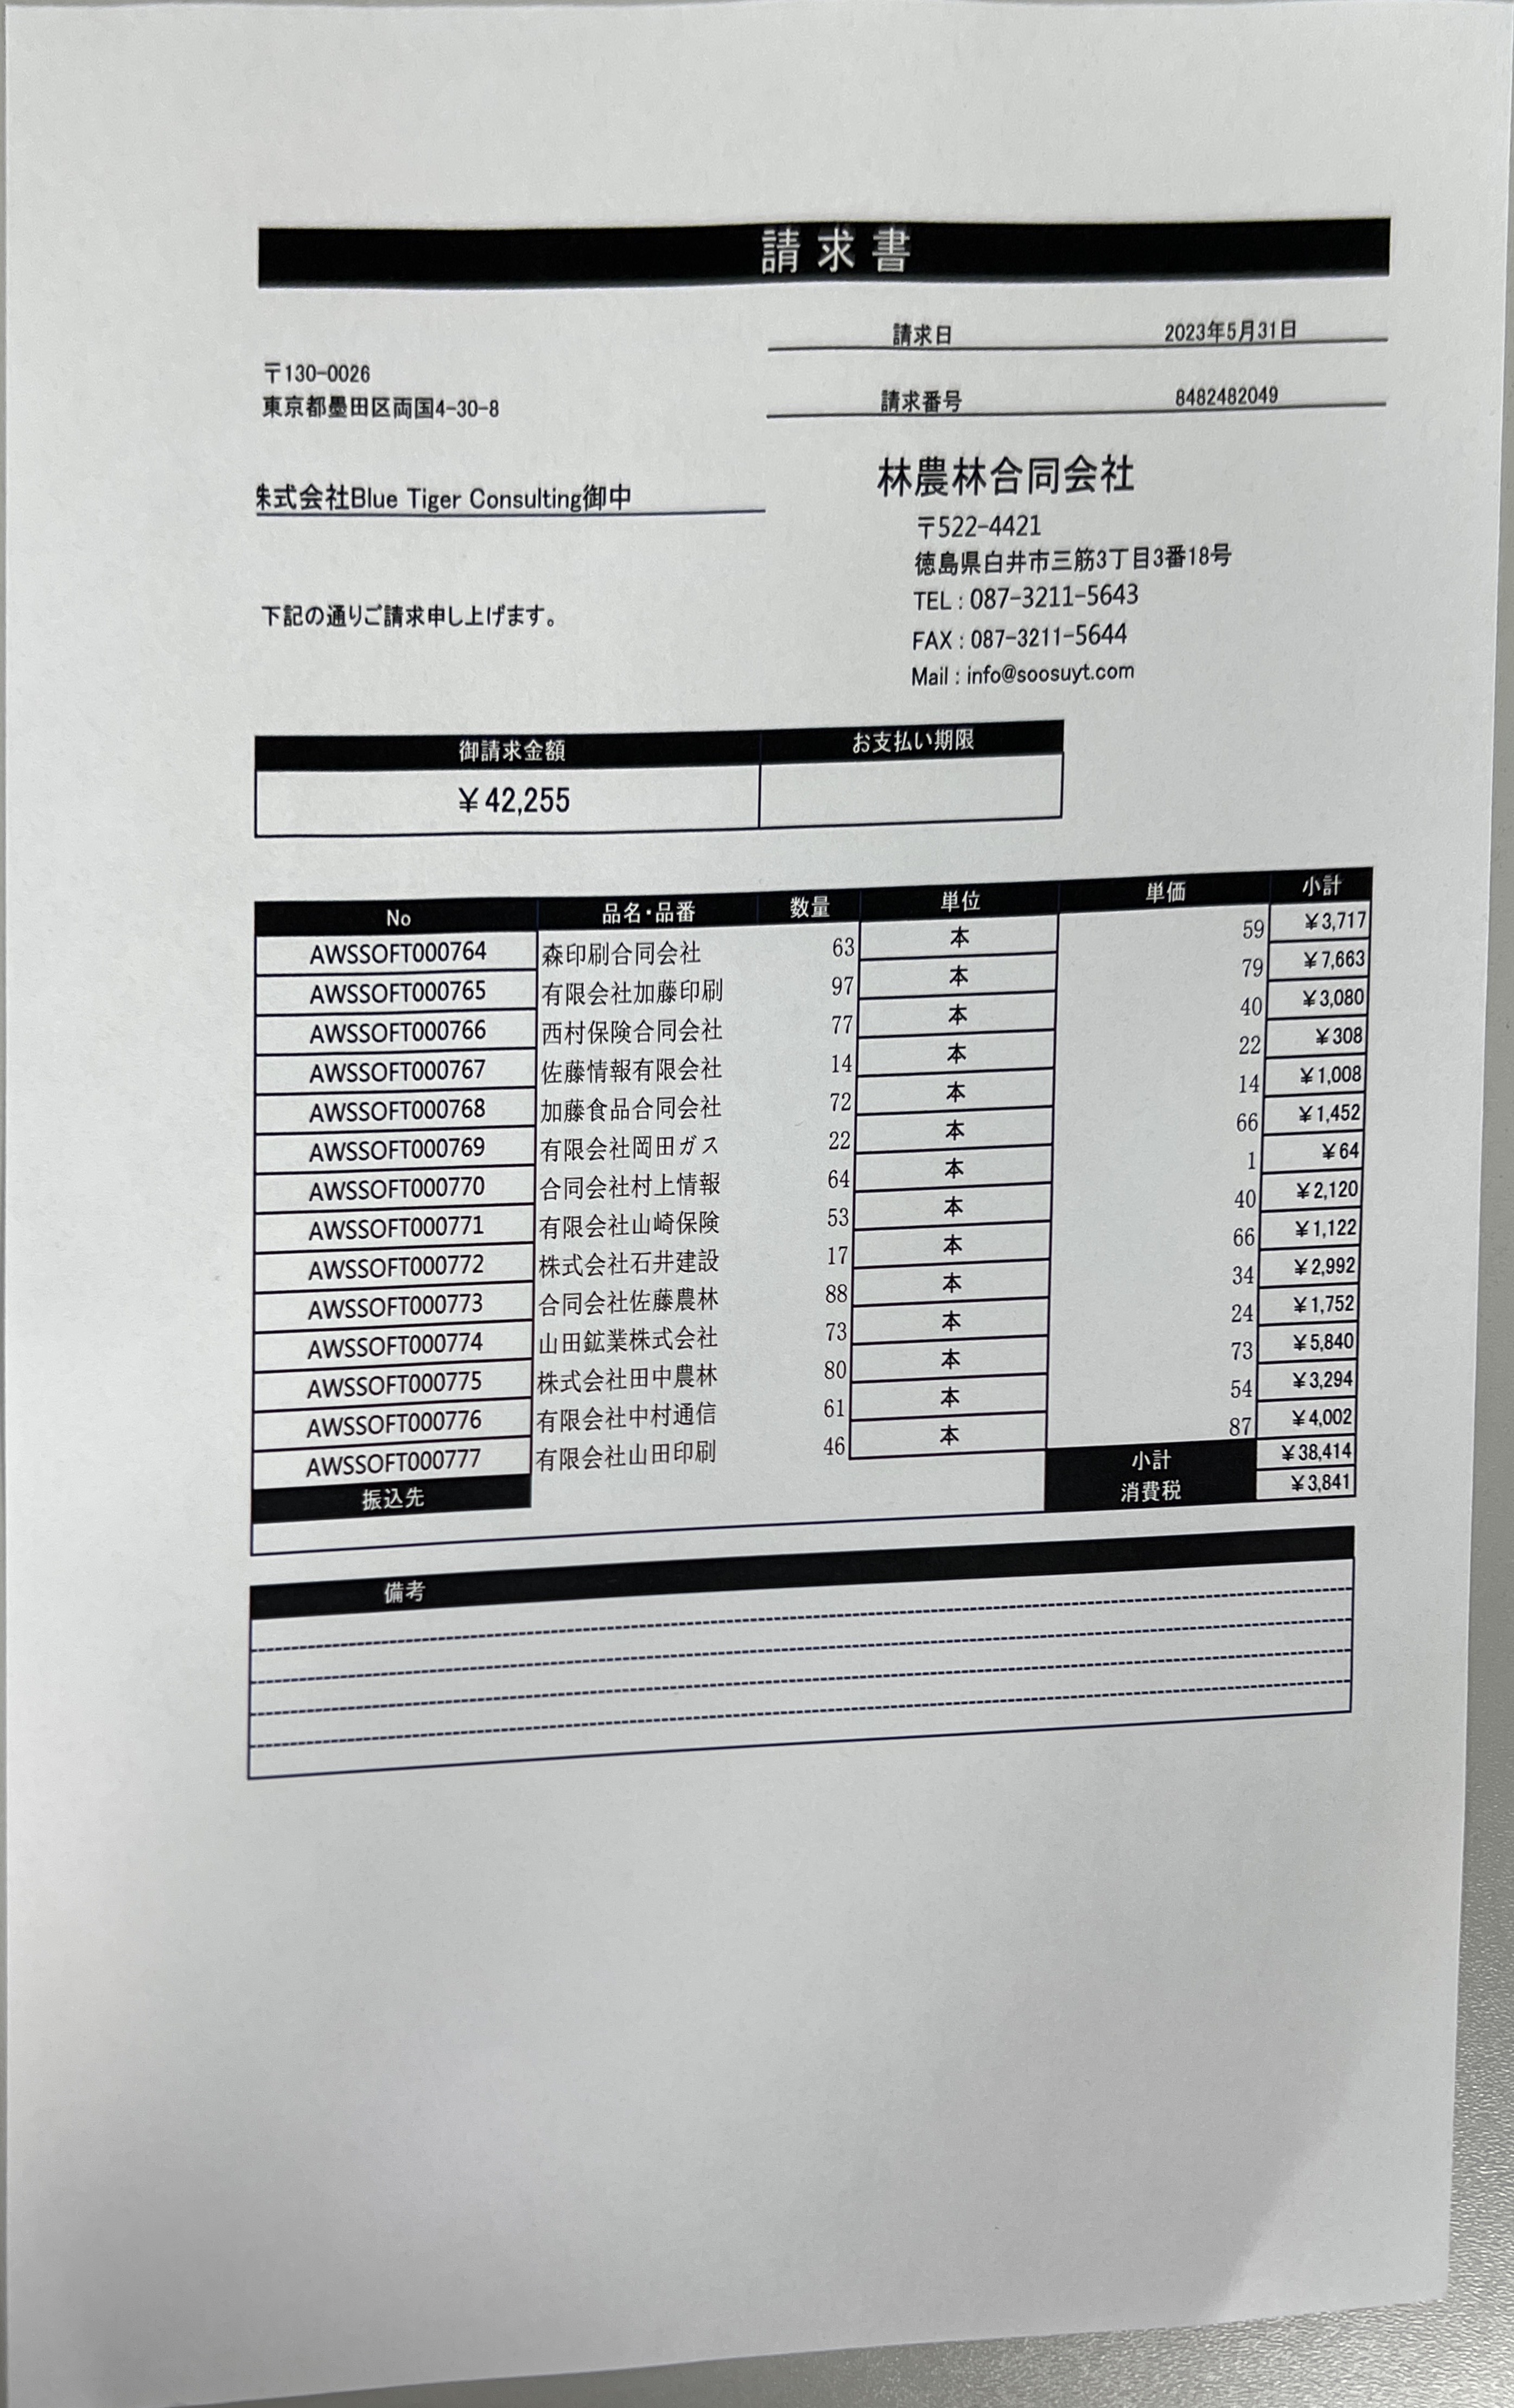 請求書
請求日 2023年5月31日
〒130-0026
東京都墨田区両国4-30-8
請求番号 8482482049
株式会社Blue Tiger Consulting御中
林農林合同会社
〒522-4421
徳島県白井市三筋3丁目3番18号
TEL : 087-3211-5643
FAX : 087-3211-5644
Mail : info@soosuyt.com
下記の通りご請求申し上げます。
御請求金額 お支払い期限
￥42,255
No 品名・品番 数量 単位 単価 小計
AWSSOFT000764 森印刷合同会社 63 本 59 ￥3,717
AWSSOFT000765 有限会社加藤印刷 97 本 79 ￥7,663
AWSSOFT000766 西村保険合同会社 77 本 40 ￥3,080
AWSSOFT000767 佐藤情報有限会社 14 本 22 ￥308
AWSSOFT000768 加藤食品合同会社 72 本 14 ￥1,008
AWSSOFT000769 有限会社岡田ガス 22 本 66 ￥1,452
AWSSOFT000770 合同会社村上情報 64 本 1 ￥64
AWSSOFT000771 有限会社山崎保険 53 本 40 ￥2,120
AWSSOFT000772 株式会社石井建設 17 本 66 ￥1,122
AWSSOFT000773 合同会社佐藤農林 88 本 34 ￥2,992
AWSSOFT000774 山田鉱業株式会社 73 本 24 ￥1,752
AWSSOFT000775 株式会社田中農林 80 本 73 ￥5,840
AWSSOFT000776 有限会社中村通信 61 本 54 ￥3,294
AWSSOFT000777 有限会社山田印刷 46 本 87 ￥4,002
小計 ￥38,414
振込先 消費税 ￥3,841
備考